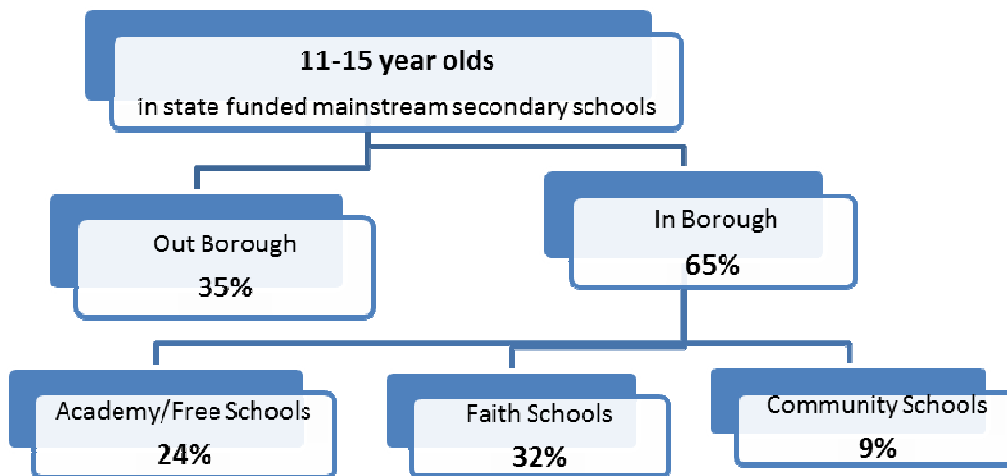 11-15 year olds
in state funded mainstream secondary schools
Out Borough
35%
In Borough
65%
Academy/Free Schools
24%
Faith Schools
32%
Community Schools
9%